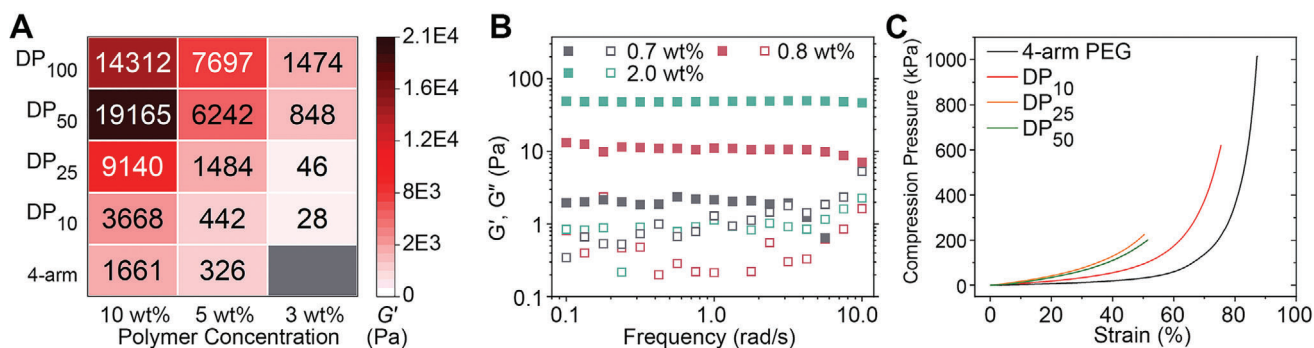 A
DP100 14312 7697 1474
DP50 19165 6242 848
DP25 9140 1484 46
DP10 3668 442 28
4-arm 1661 326
10 wt% 5 wt% 3 wt%
Polymer Concentration
2.1E4
1.6E4
1.2E4
8E3
2E3
0
G′
(Pa)
B
0.7 wt% 0.8 wt%
2.0 wt%
G′, G″ (Pa)
100
10
1
0.1
0.1 1.0 10.0
Frequency (rad/s)
C
4-arm PEG
DP10
DP25
DP50
Compression Pressure (kPa)
1000
800
600
400
200
0
0 20 40 60 80 100
Strain (%)